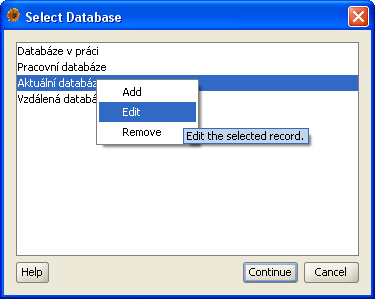 Select Database
Databáze v práci
Pracovní databáze
Aktuální databáz
Vzdálená databá
Add
Edit
Remove
Edit the selected record.
Help
Continue
Cancel